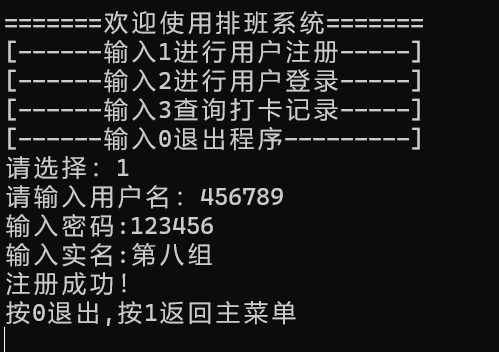 =======欢迎使用排班系统=======
[------输入1进行用户注册-----]
[------输入2进行用户登录-----]
[------输入3查询打卡记录-----]
[------输入0退出程序---------]
请选择: 1
请输入用户名: 456789
输入密码:123456
输入实名:第八组
注册成功!
按0退出,按1返回主菜单